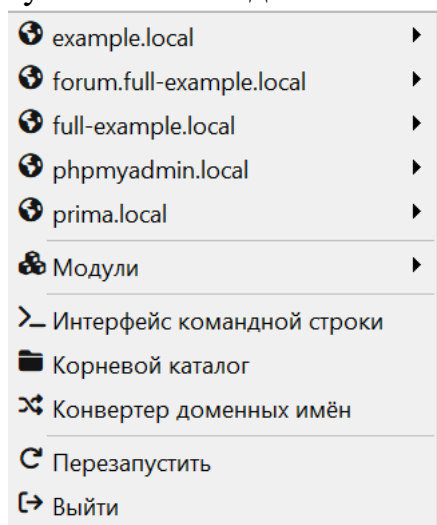 example.local
forum.full-example.local
full-example.local
phpmyadmin.local
prima.local
Модули
Интерфейс командной строки
Корневой каталог
Конвертер доменных имён
Перезапустить
Выйти